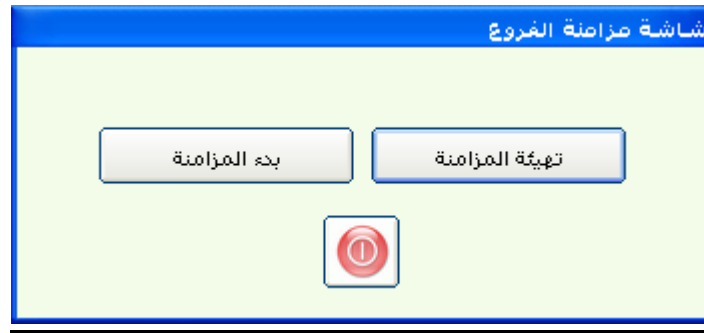 شاشة مزامنة الفروع
تهيئة المزامنة
بدء المزامنة